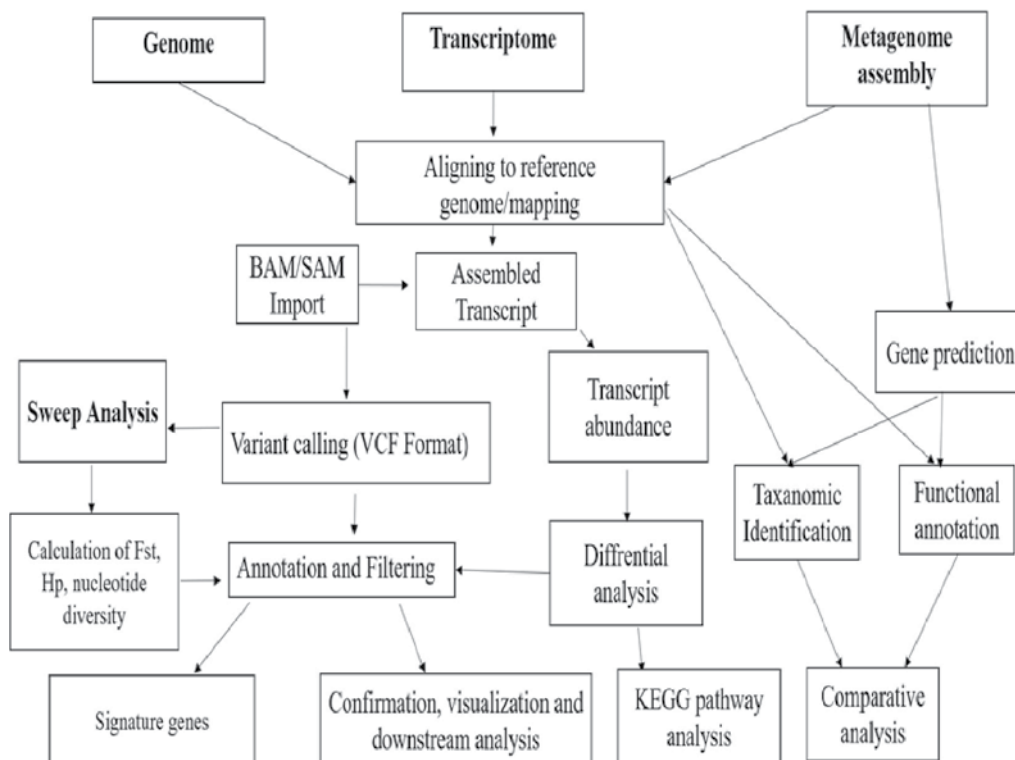 Genome
Transcriptome
Metagenome
assembly
Aligning to reference
genome/mapping
BAM/SAM
Import
Assembled
Transcript
Gene prediction
Sweep Analysis
Variant calling (VCF Format)
Transcript
abundance
Taxanomic
Identification
Functional
annotation
Calculation of Fst,
Hp, nucleotide
diversity
Annotation and Filtering
Diffrential
analysis
Signature genes
Confirmation, visualization and
downstream analysis
KEGG pathway
analysis
Comparative
analysis